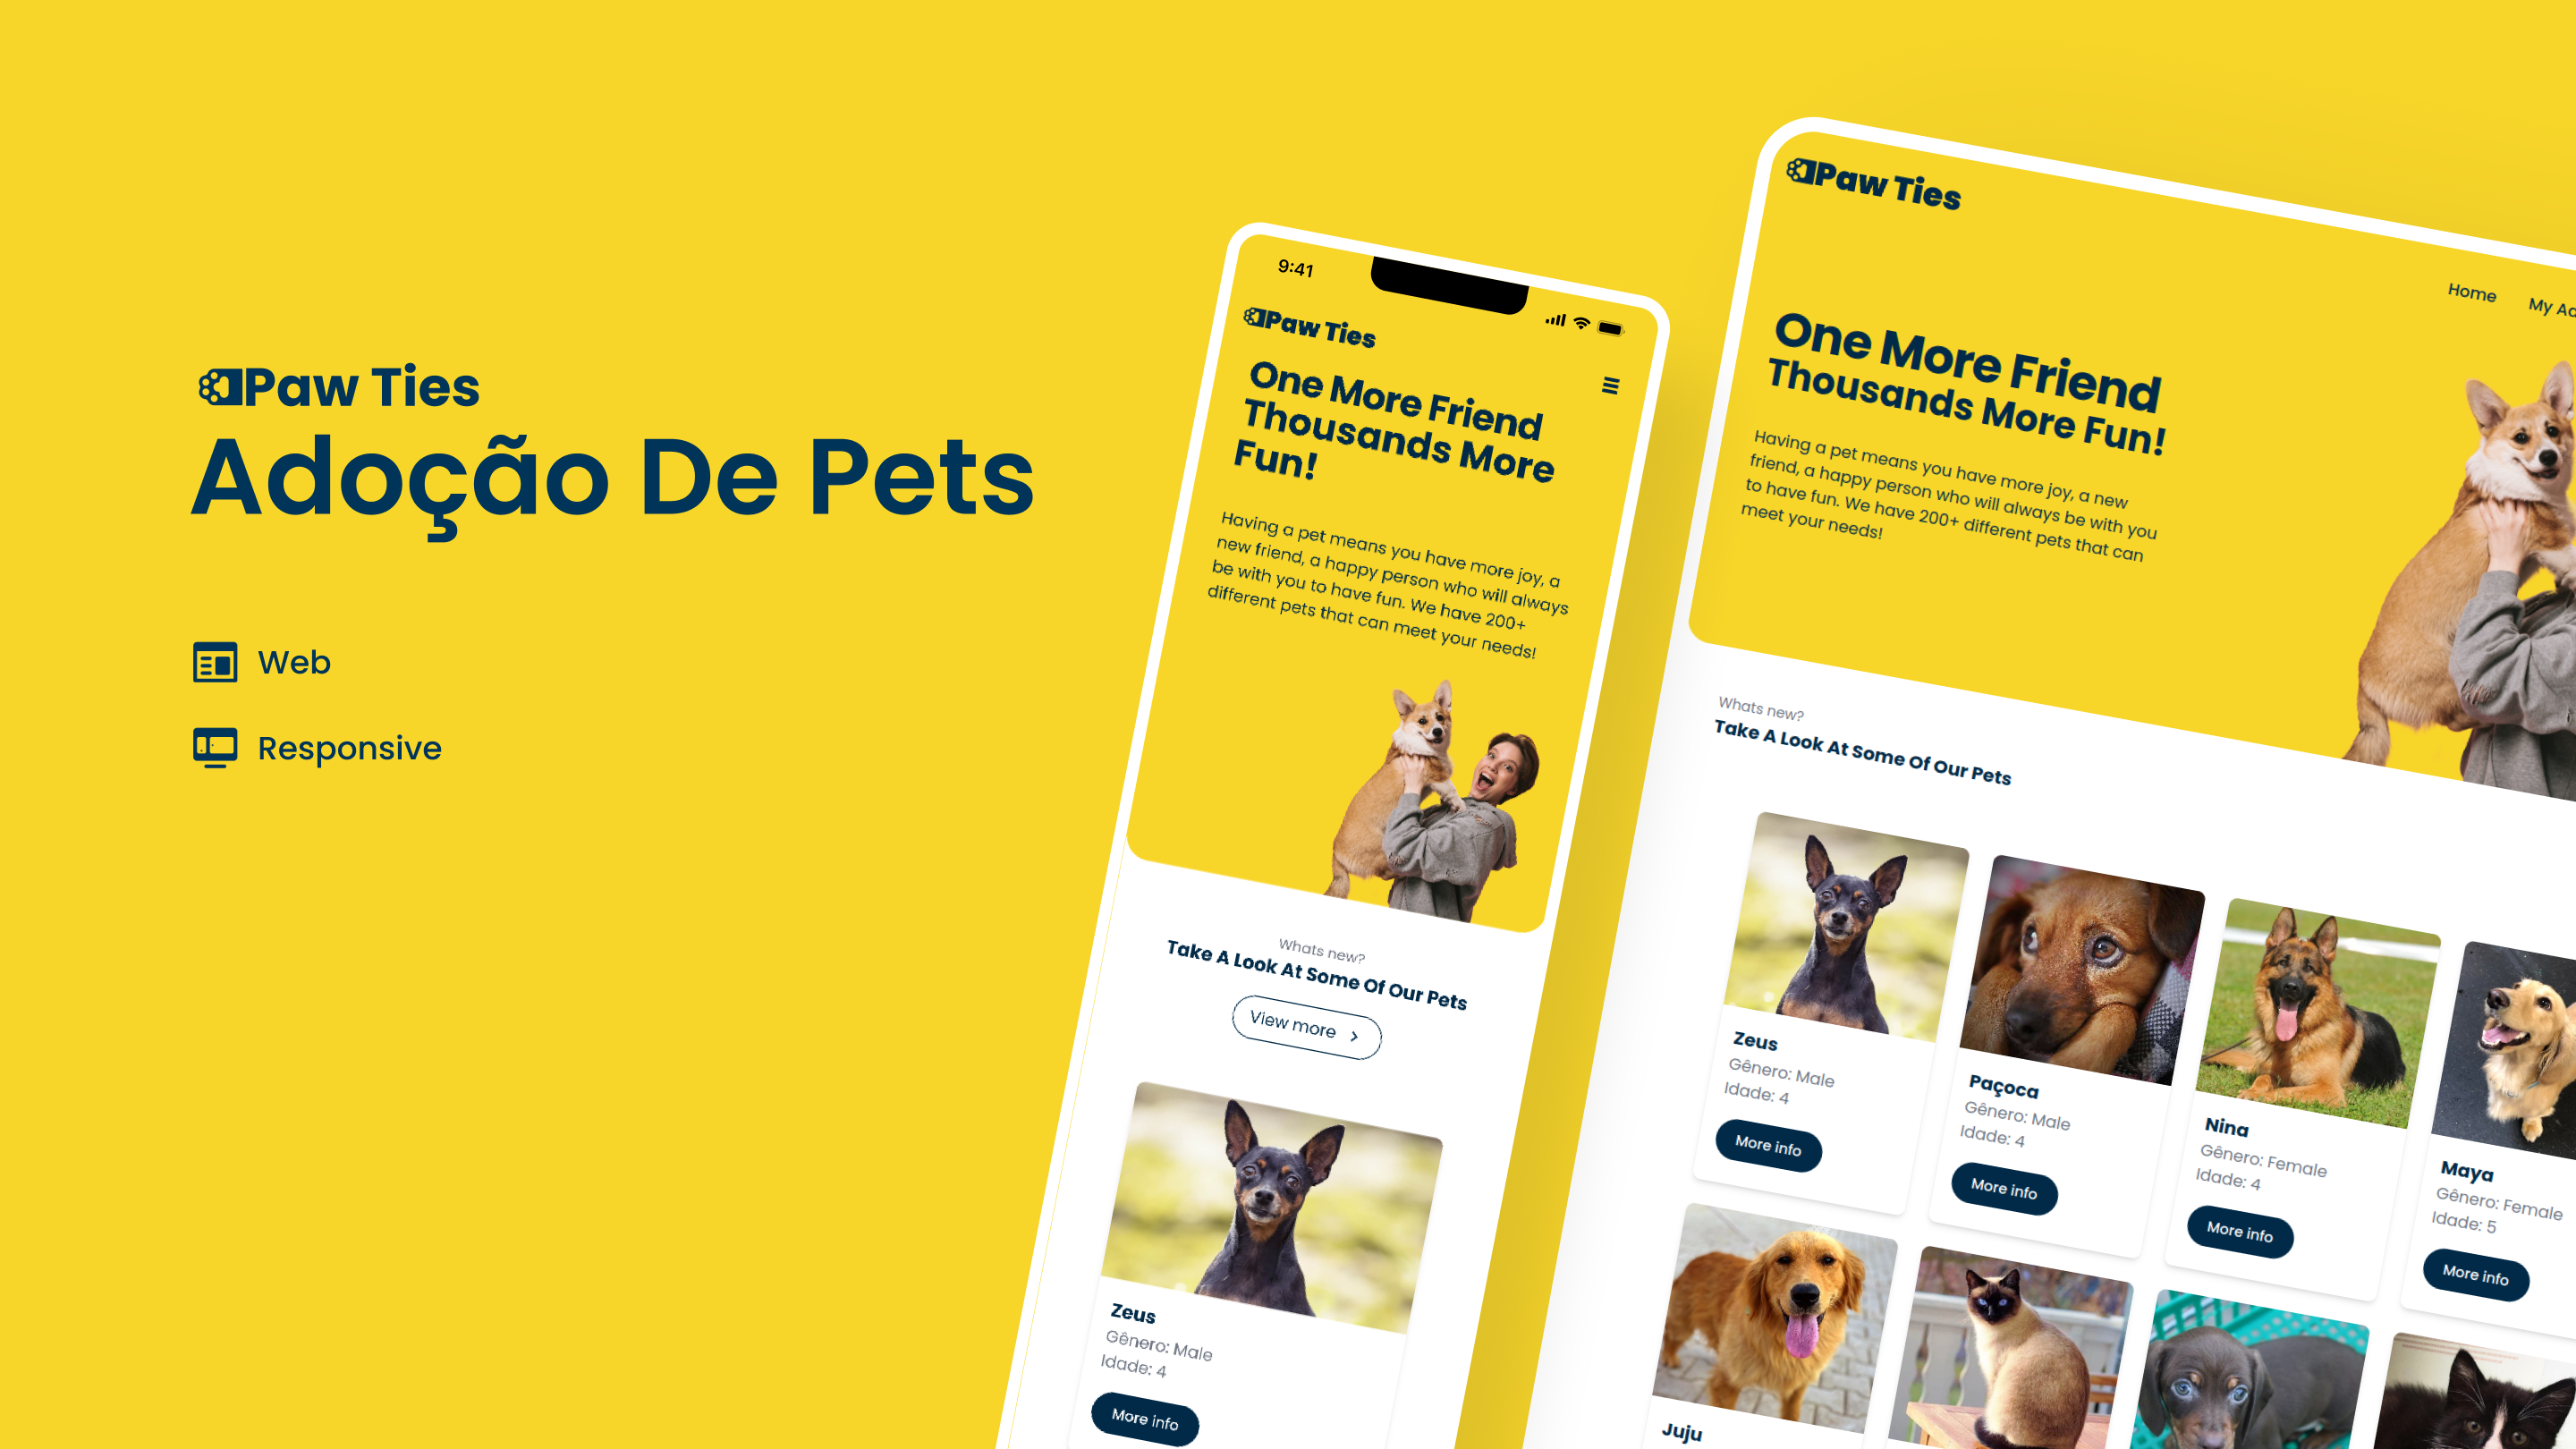 Paw Ties
Adoção De Pets
Web
Responsive
9:41
Paw Ties
One More Friend
Thousands More
Fun!
Having a pet means you have more joy, a
new friend, a happy person who will always
be with you to have fun. We have 200+
different pets that can meet your needs!
Whats new?
Take A Look At Some Of Our Pets
View more
Zeus
Gênero: Male
Idade: 4
More info
Paw Ties
Home
My
One More Friend
Thousands More Fun!
Having a pet means you have more joy, a new
friend, a happy person who will always be with you
to have fun. We have 200+ different pets that can
meet your needs!
Whats new?
Take A Look At Some Of Our Pets
Zeus
Gênero: Male
Idade: 4
More info
Paçoca
Gênero: Male
Idade: 4
More info
Nina
Gênero: Female
Idade: 4
More info
Maya
Gênero: Female
Idade: 5
More info
Juju